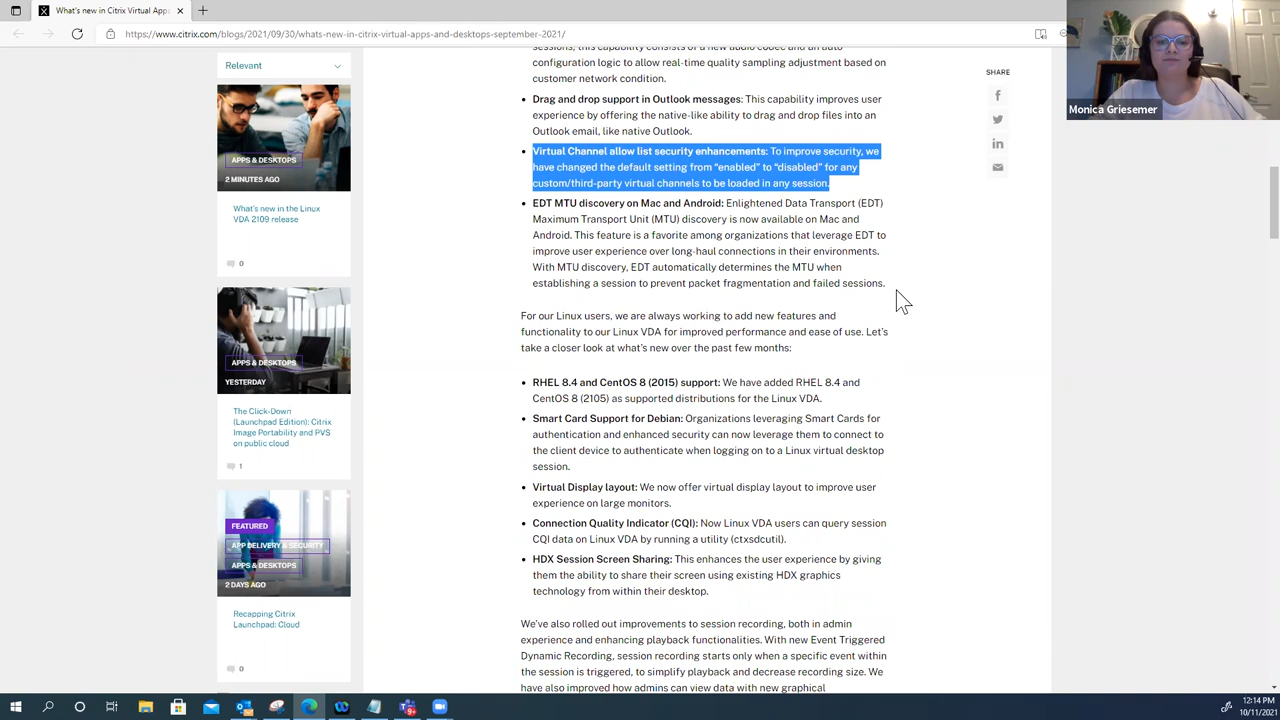 What's new in Citrix Virtual Apps
https://www.citrix.com/blogs/2021/09/30/whats-new-in-citrix-virtual-apps-and-desktops-september-2021/
Monica Griesemer
Relevant
APPS & DESKTOPS
2 MINUTES AGO
What's new in the Linux
VDA 2109 release
0
APPS & DESKTOPS
YESTERDAY
The Click-Down
(Launchpad Edition): Citrix
Image Portability and PVS
on public cloud
1
FEATURED
APP DELIVERY & SECURITY
APPS & DESKTOPS
2 DAYS AGO
Recapping Citrix
Launchpad: Cloud
0
sessions, this capability consists of a new audio codec and an auto
configuration logic to allow real-time quality sampling adjustment based on
customer network condition.
• Drag and drop support in Outlook messages: This capability improves user
experience by offering the native-like ability to drag and drop files into an
Outlook email, like native Outlook.
• Virtual Channel allow list security enhancements: To improve security, we
have changed the default setting from “enabled” to “disabled” for any
custom/third-party virtual channels to be loaded in any session.
• EDT MTU discovery on Mac and Android: Enlightened Data Transport (EDT)
Maximum Transport Unit (MTU) discovery is now available on Mac and
Android. This feature is a favorite among organizations that leverage EDT to
improve user experience over long-haul connections in their environments.
With MTU discovery, EDT automatically determines the MTU when
establishing a session to prevent packet fragmentation and failed sessions.
For our Linux users, we are always working to add new features and
functionality to our Linux VDA for improved performance and ease of use. Let’s
take a closer look at what’s new over the past few months:
• RHEL 8.4 and CentOS 8 (2015) support: We have added RHEL 8.4 and
CentOS 8 (2105) as supported distributions for the Linux VDA.
• Smart Card Support for Debian: Organizations leveraging Smart Cards for
authentication and enhanced security can now leverage them to connect to
the client device to authenticate when logging on to a Linux virtual desktop
session.
• Virtual Display layout: We now offer virtual display layout to improve user
experience on large monitors.
• Connection Quality Indicator (CQI): Now Linux VDA users can query session
CQI data on Linux VDA by running a utility (ctxsdcutil).
• HDX Session Screen Sharing: This enhances the user experience by giving
them the ability to share their screen using existing HDX graphics
technology from within their desktop.
We’ve also rolled out improvements to session recording, both in admin
experience and enhancing playback functionalities. With new Event Triggered
Dynamic Recording, session recording starts only when a specific event within
the session is triggered, to simplify playback and decrease recording size. We
have also improved how admins can view data with new graphical
SHARE
12:14 PM
10/11/2021